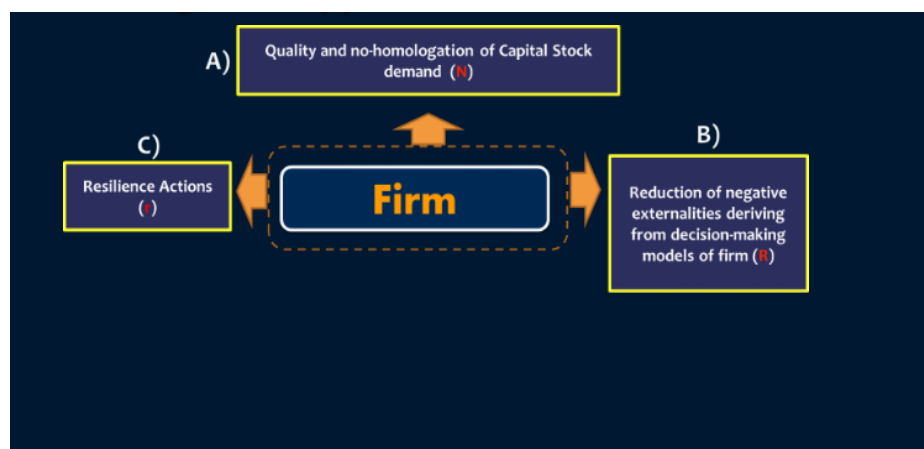 A)
Quality and no-homologation of Capital Stock
demand (N)
B)
C)
Resilience Actions
(r)
Firm
Reduction of negative
externalities deriving
from decision-making
models of firm (R)